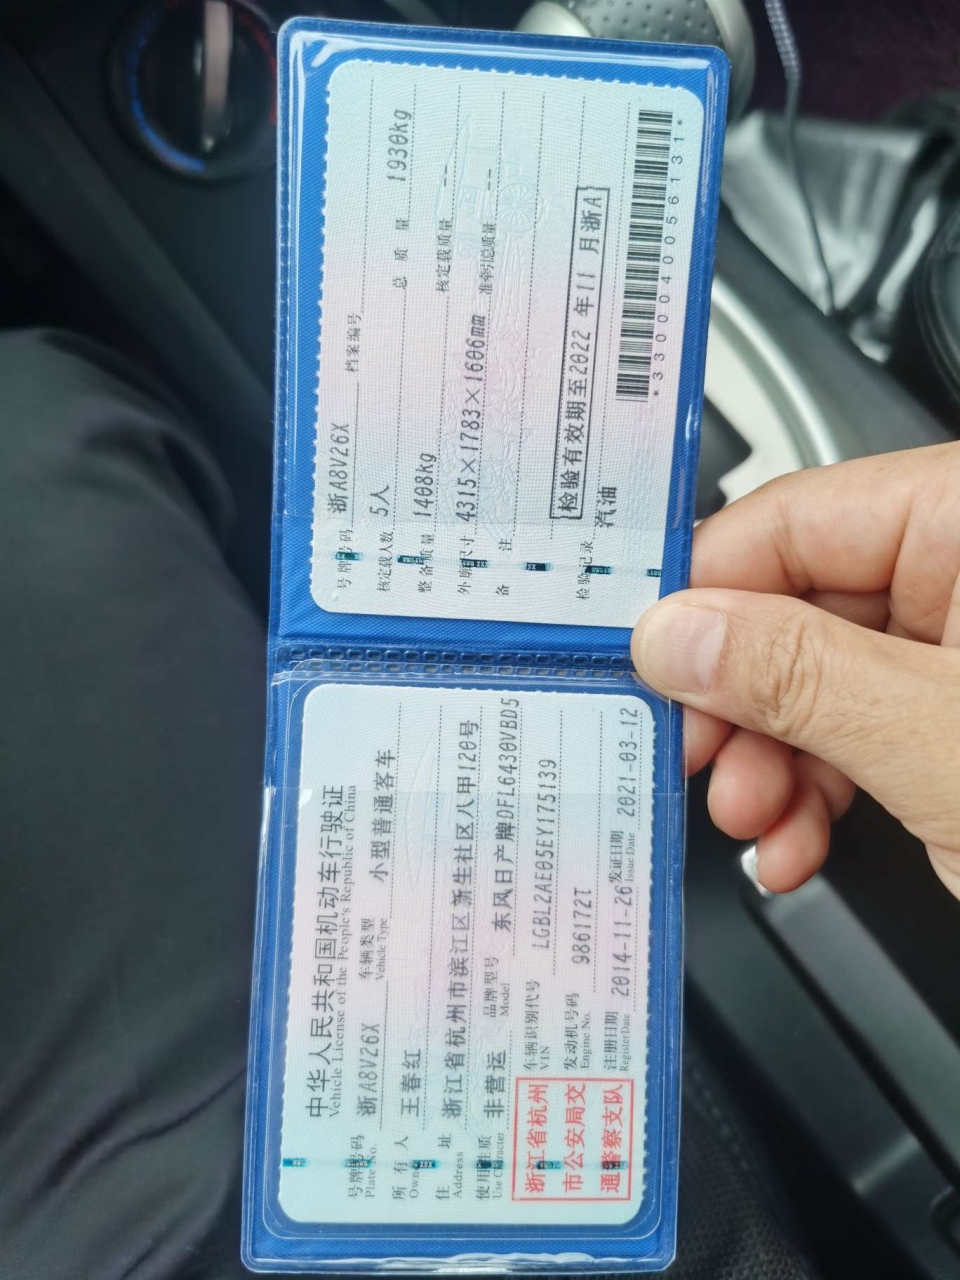 中华人民共和国机动车行驶证
Vehicle License of the People's Republic of China
号牌号码 浙A8V26X 车辆类型 小型普通客车
Plate No. Vehicle Type
所有人 王春红
Owner
住址 浙江省杭州市滨江区新生社区八甲120号
Address
使用性质 非营运 品牌型号 东风日产牌DFL6430VBD5
Use Character Model
浙江省杭州
市公安局交
通警察支队
车辆识别代号 LGBL2AE05EY175139
VIN
发动机号码 986172T
Engine No.
注册日期 2014-11-26 发证日期 2021-03-12
Register Date Issue Date
号牌号码 浙A8V26X 档案编号
核定载人数 5人 总质量 1930kg
整备质量 1408kg 核定载质量 --
外廓尺寸 4315×1783×1606mm 准牵引总质量 --
备注
检验有效期至2022年11月浙A
检验记录 汽油
*3300040056131*